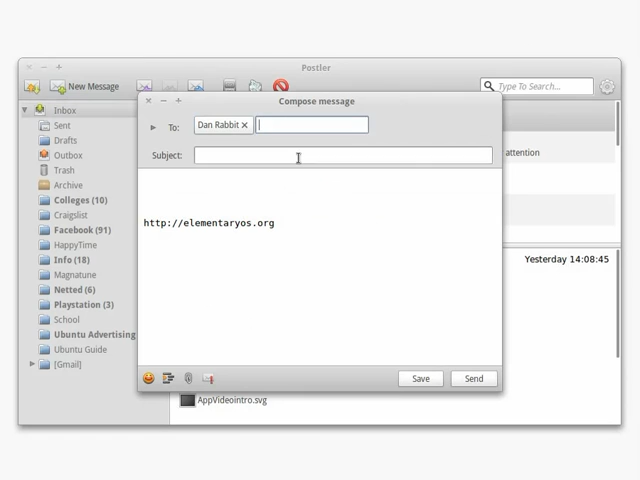 Postler
New Message
Type To Search...
Compose message
To:
Dan Rabbit
Subject:
http://elementaryos.org
Save
Send
Inbox
Sent
Drafts
Outbox
Trash
Archive
Colleges (10)
Craigslist
Facebook (91)
HappyTime
Info (18)
Magnatune
Netted (6)
Playstation (3)
School
Ubuntu Advertising
Ubuntu Guide
[Gmail]
attention
Yesterday 14:08:45
AppVideointro.svg